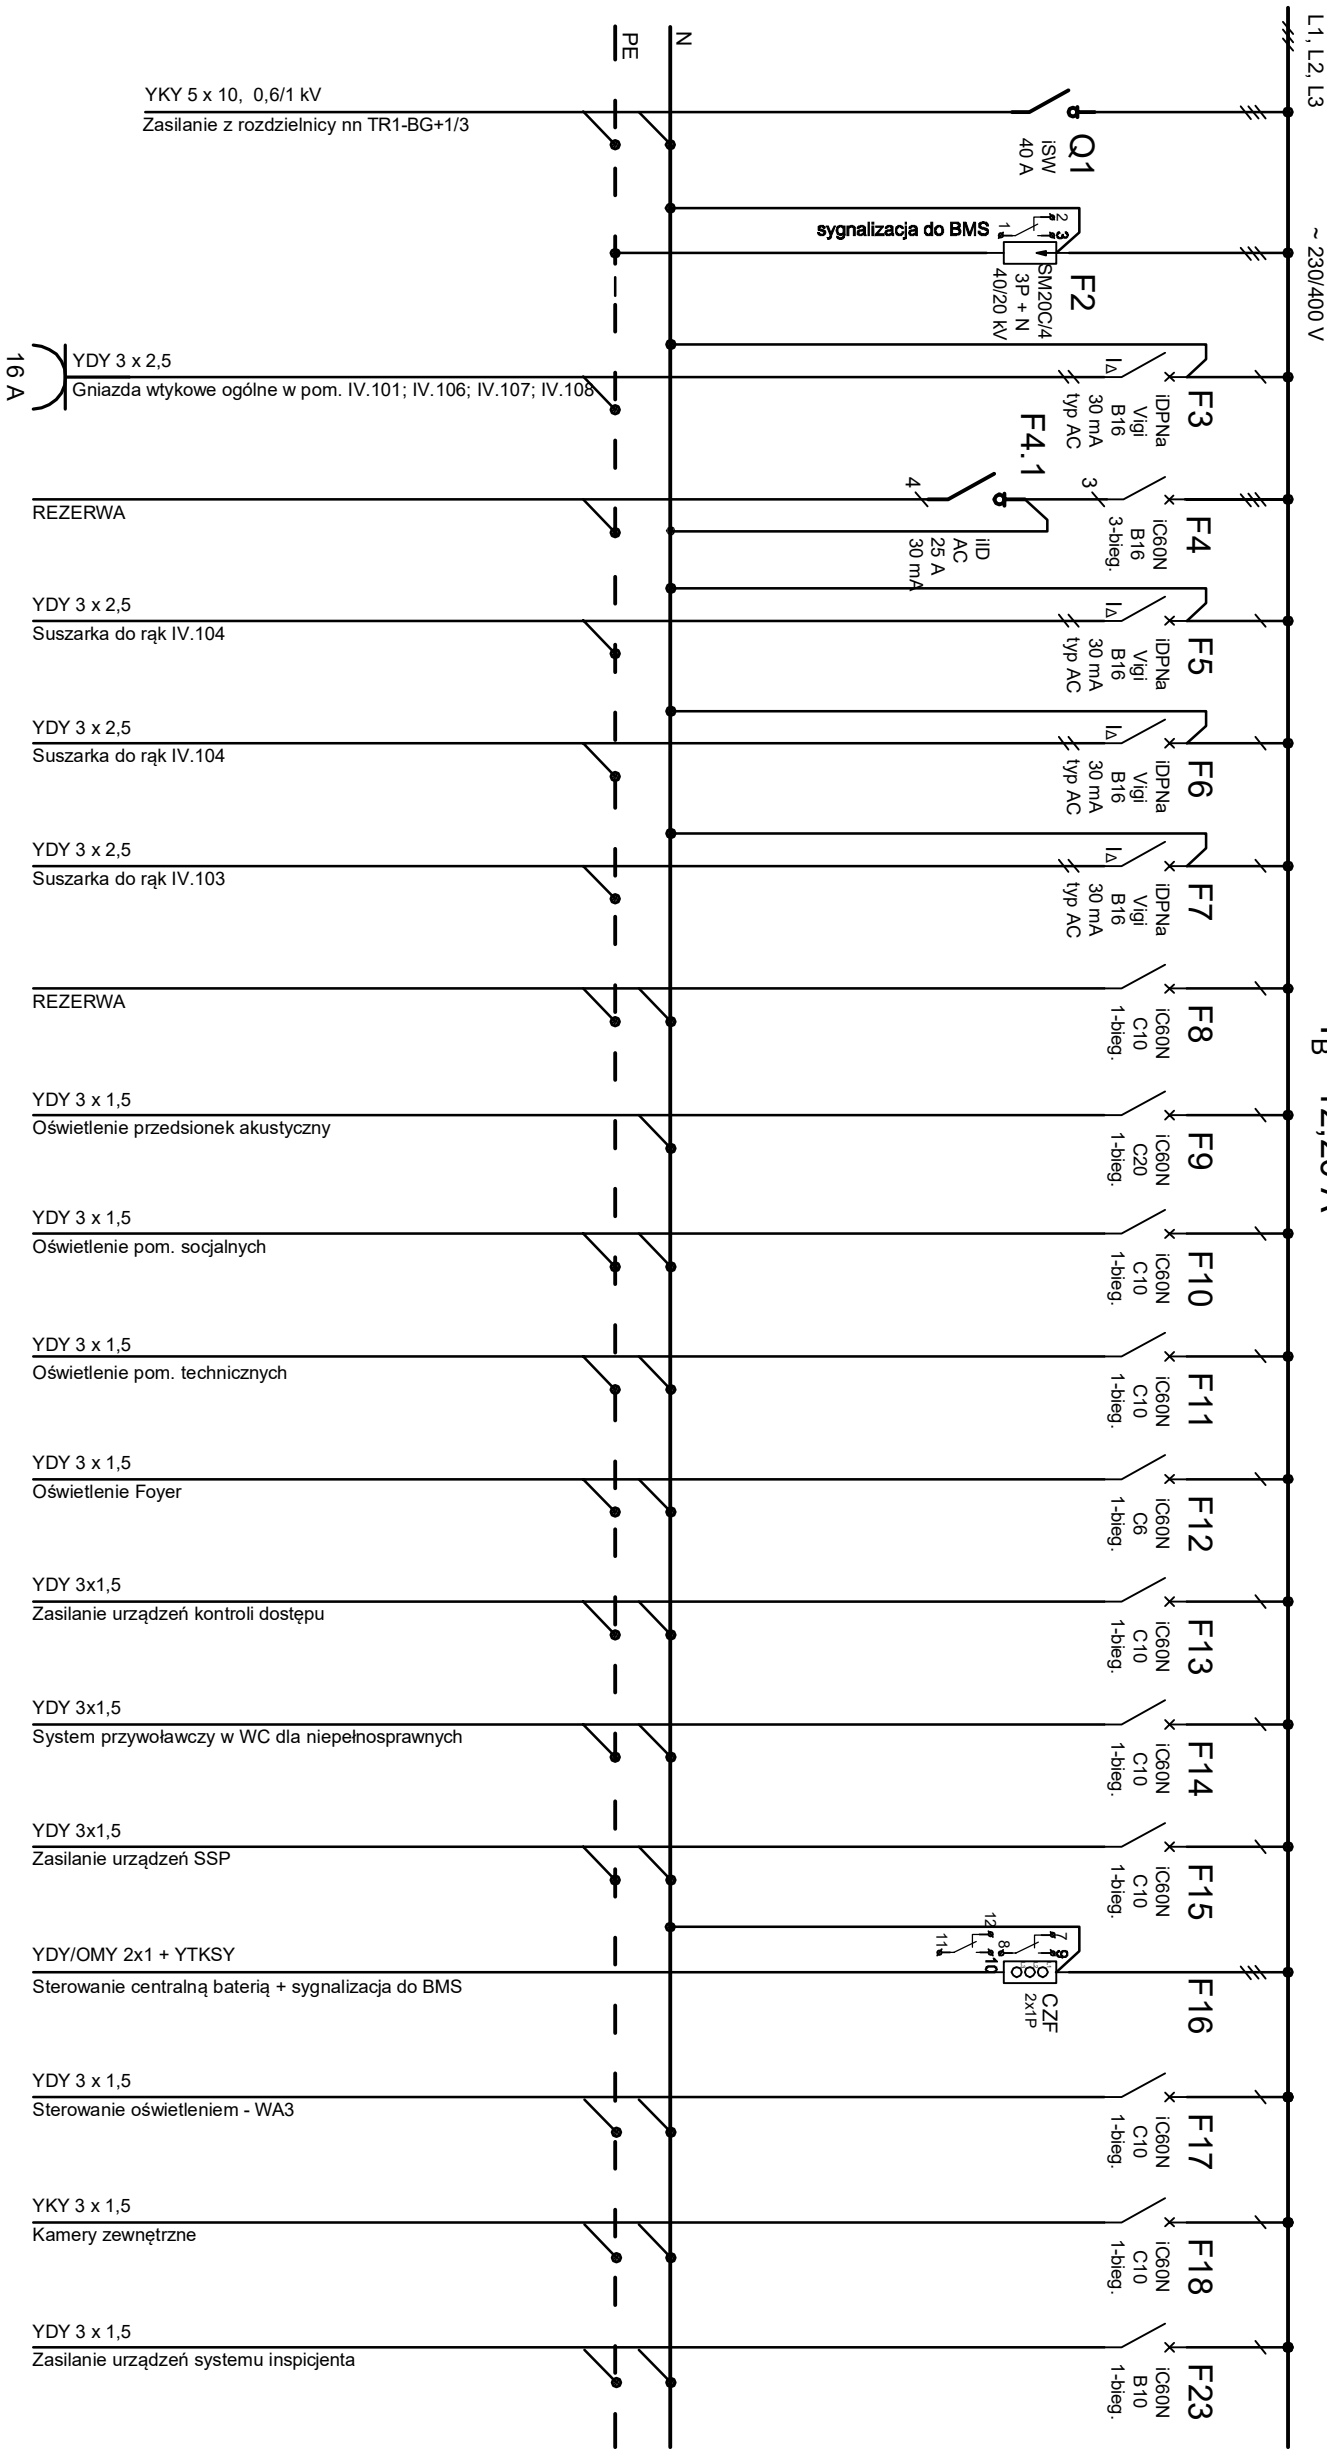 L1, L2, L3
~ 230/400 V
B
N
PE
YKY 5 x 10, 0,6/1 kV
Zasilanie z rozdzielnicy nn TR1-BG+1/3
Q1
iSW
40 A
sygnalizacja do BMS
1
2
3
F2
SM20C/4
3P + N
40/20 kV
16 A
YDY 3 x 2,5
Gniazda wtykowe ogólne w pom. IV.101; IV.106; IV.107; IV.108
F3
iDPNa
Vigi
B16
30 mA
typ AC
I∆
REZERWA
F4.1
4
3
iID
AC
25 A
30 mA
F4
iC60N
B16
3-bieg.
YDY 3 x 2,5
Suszarka do rąk IV.104
F5
iDPNa
Vigi
B16
30 mA
typ AC
I∆
YDY 3 x 2,5
Suszarka do rąk IV.104
F6
iDPNa
Vigi
B16
30 mA
typ AC
I∆
YDY 3 x 2,5
Suszarka do rąk IV.103
F7
iDPNa
Vigi
B16
30 mA
typ AC
I∆
REZERWA
F8
iC60N
C10
1-bieg.
YDY 3 x 1,5
Oświetlenie przedsionek akustyczny
F9
iC60N
C20
1-bieg.
YDY 3 x 1,5
Oświetlenie pom. socjalnych
F10
iC60N
C10
1-bieg.
YDY 3 x 1,5
Oświetlenie pom. technicznych
F11
iC60N
C10
1-bieg.
YDY 3 x 1,5
Oświetlenie Foyer
F12
iC60N
C6
1-bieg.
YDY 3x1,5
Zasilanie urządzeń kontroli dostępu
F13
iC60N
C10
1-bieg.
YDY 3x1,5
System przywoławczy w WC dla niepełnosprawnych
F14
iC60N
C10
1-bieg.
YDY 3x1,5
Zasilanie urządzeń SSP
F15
iC60N
C10
1-bieg.
YDY/OMY 2x1 + YTKSY
Sterowanie centralną baterią + sygnalizacja do BMS
11
12
10
8
7
9
CZF
2x1P
F16
YDY 3 x 1,5
Sterowanie oświetleniem - WA3
F17
iC60N
C10
1-bieg.
YKY 3 x 1,5
Kamery zewnętrzne
F18
iC60N
C10
1-bieg.
YDY 3 x 1,5
Zasilanie urządzeń systemu inspicjenta
F23
iC60N
B10
1-bieg.